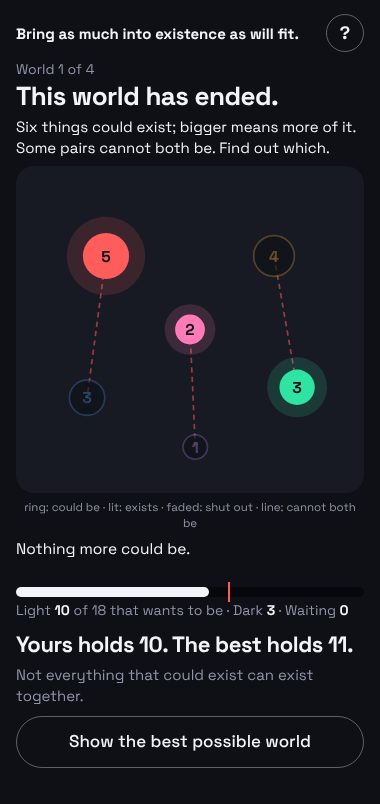 Bring as much into existence as will fit.
?
World 1 of 4
This world has ended.
Six things could exist; bigger means more of it.
Some pairs cannot both be. Find out which.
5
4
2
3
3
1
ring: could be · lit: exists · faded: shut out · line: cannot both
be
Nothing more could be.
Light 10 of 18 that wants to be · Dark 3 · Waiting 0
Yours holds 10. The best holds 11.
Not everything that could exist can exist
together.
Show the best possible world